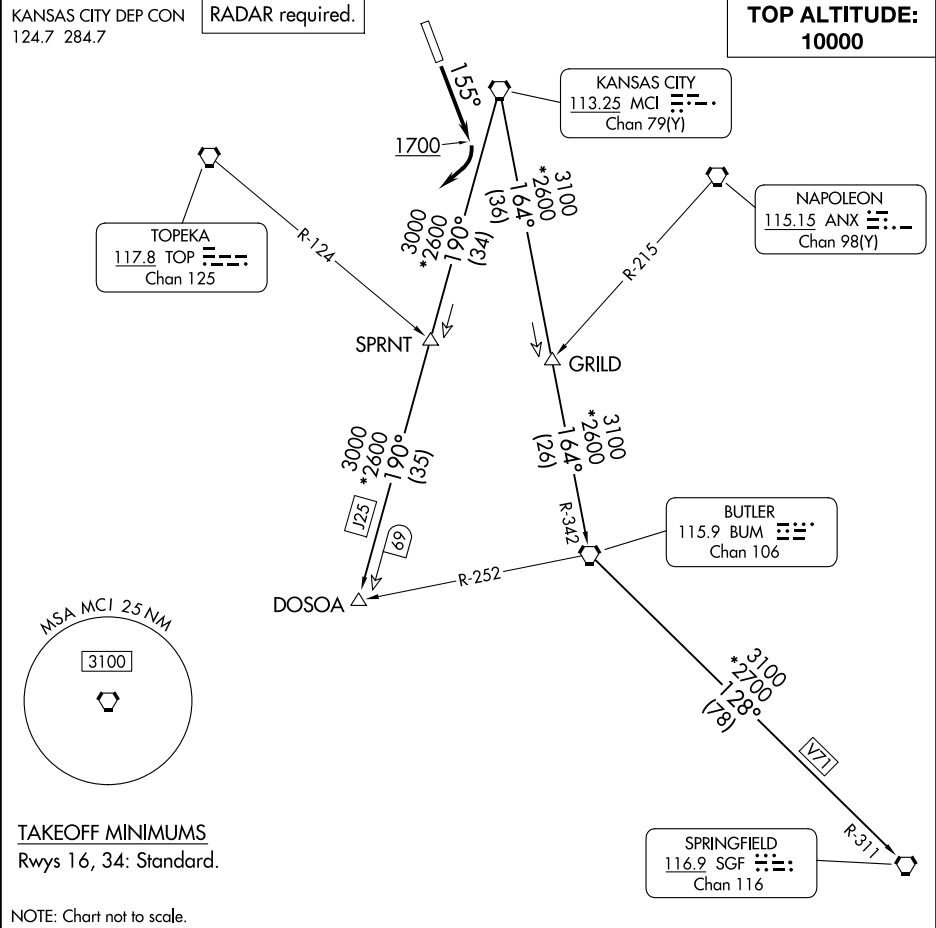 KANSAS CITY DEP CON
124.7 284.7
RADAR required.
TOP ALTITUDE:
10000
155°
1700
KANSAS CITY
113.25 MCI
Chan 79(Y)
TOPEKA
117.8 TOP
Chan 125
NAPOLEON
115.15 ANX
Chan 98(Y)
R-124
3000
*2600
190°
(34)
3100
*2600
164°
(36)
R-215
SPRNT
GRILD
3000
*2600
190°
(35)
J25
69
3100
*2600
164°
(26)
R-342
BUTLER
115.9 BUM
Chan 106
R-252
DOSOA
MSA MCI 25 NM
3100
3100
*2700
128°
(78)
V71
R-311
SPRINGFIELD
116.9 SGF
Chan 116
TAKEOFF MINIMUMS
Rwys 16, 34: Standard.
NOTE: Chart not to scale.